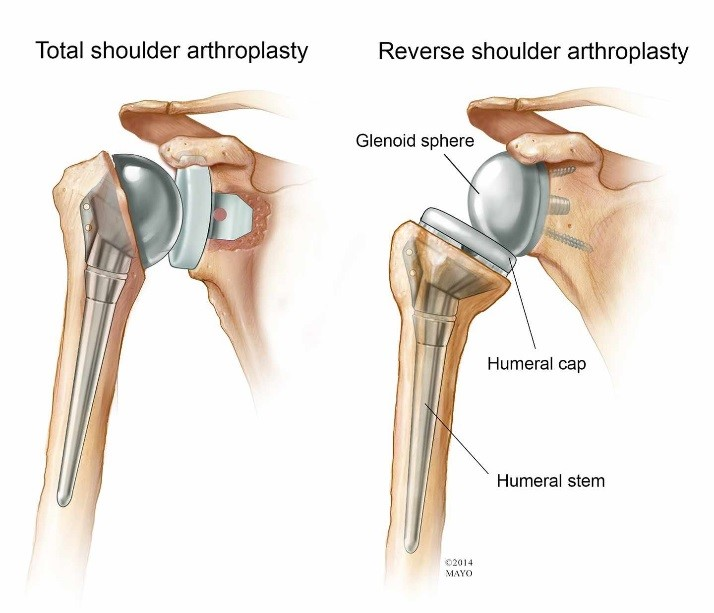 Total shoulder arthroplasty
Reverse shoulder arthroplasty
Glenoid sphere
Humeral cap
Humeral stem
©2014
MAYO